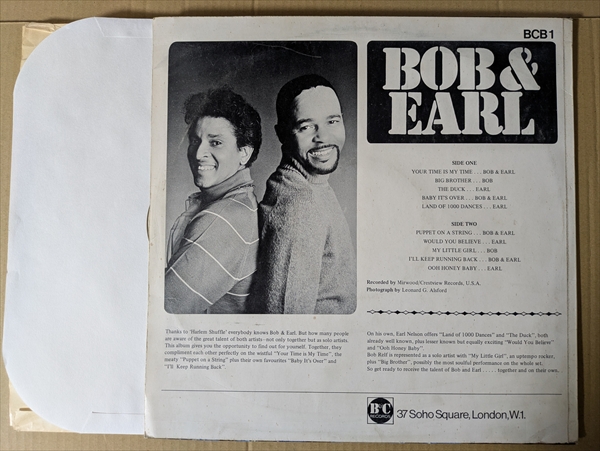 BCB 1
BOB &
EARL
SIDE ONE
YOUR TIME IS MY TIME . . . BOB & EARL
BIG BROTHER . . . BOB
THE DUCK . . . EARL
BABY IT'S OVER . . . BOB & EARL
LAND OF 1000 DANCES . . . EARL
SIDE TWO
PUPPET ON A STRING . . . BOB & EARL
WOULD YOU BELIEVE . . . EARL
MY LITTLE GIRL . . . BOB
I'LL KEEP RUNNING BACK . . . BOB & EARL
OOH HONEY BABY . . . EARL
Recorded by Mirwood/Crestview Records, U.S.A.
Photograph by Leonard G. Alsford
Thanks to 'Harlem Shuffle' everybody knows Bob & Earl. But how many people
are aware of the great talent of both artists - not only together but as solo artists.
This album gives you the opportunity to find out for yourself. Together, they
compliment each other perfectly on the wistful "Your Time is My Time", the
meaty "Puppet on a String" plus their own favourites "Baby It's Over" and
"I'll Keep Running Back".
On his own, Earl Nelson offers "Land of 1000 Dances" and "The Duck", both
already well known, plus lesser known but equally exciting "Would You Believe"
and "Ooh Honey Baby".
Bob Relf is represented as a solo artist with "My Little Girl", an uptempo rocker,
plus "Big Brother", possibly the most soulful performance on the whole set.
So get ready to receive the talent of Bob and Earl . . . . . together and on their own.
B&C
RECORDS
37 Soho Square, London, W.1.